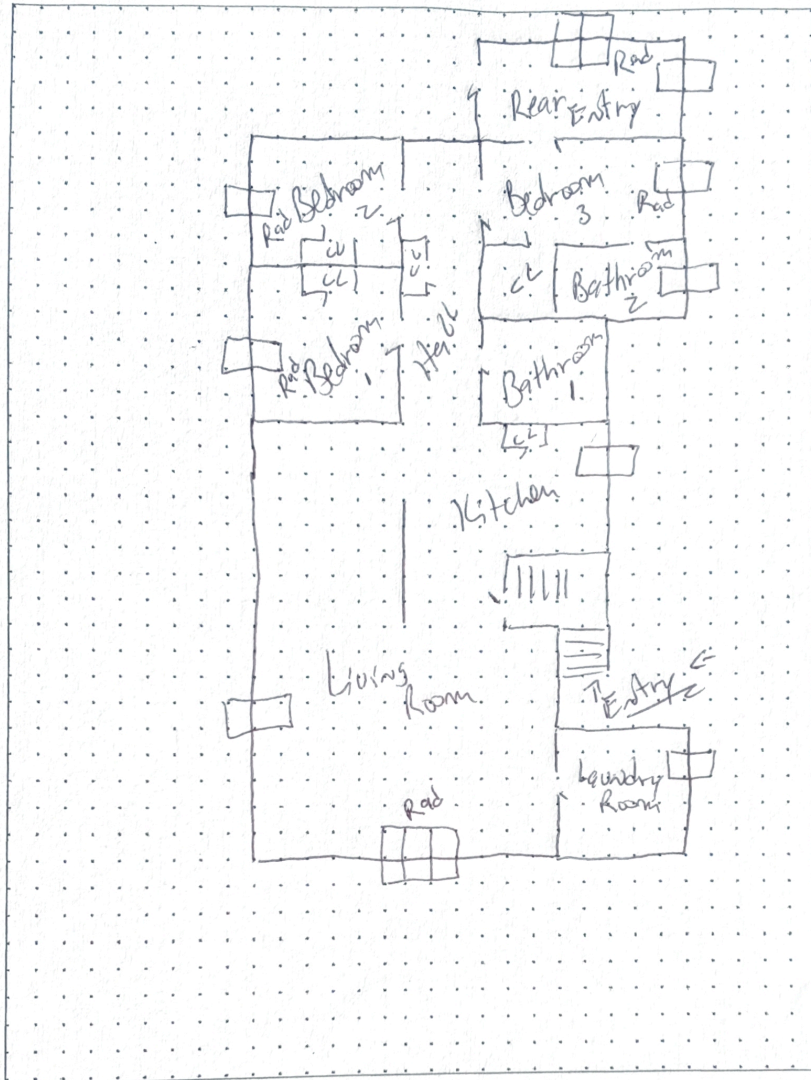 Rad
Rear Entry
Bedroom
2
Rad
Bedroom
3
Rad
CL
CL
CL
CL
Bathroom
2
Hall
Rad
Bedroom
1
Bathroom
1
CL
Kitchen
Living
Room
Entry
Rad
Laundry
Room